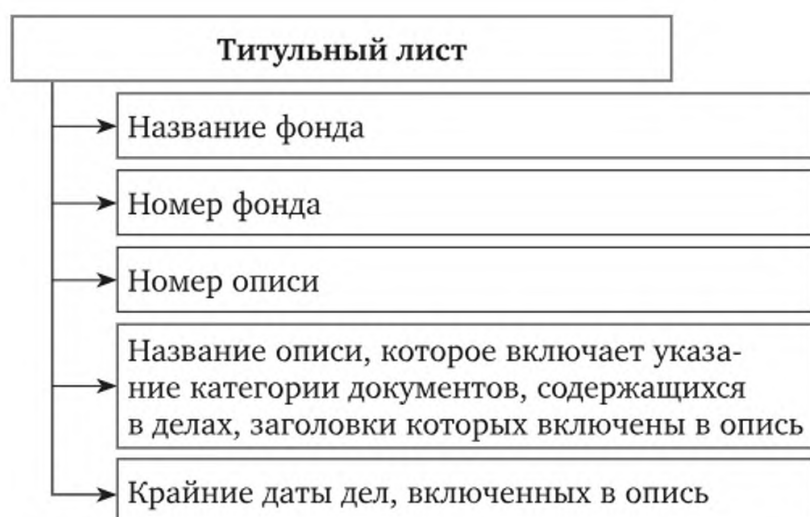 Титульный лист
Название фонда
Номер фонда
Номер описи
Название описи, которое включает указа-
ние категории документов, содержащихся
в делах, заголовки которых включены в опись
Крайние даты дел, включенных в опись